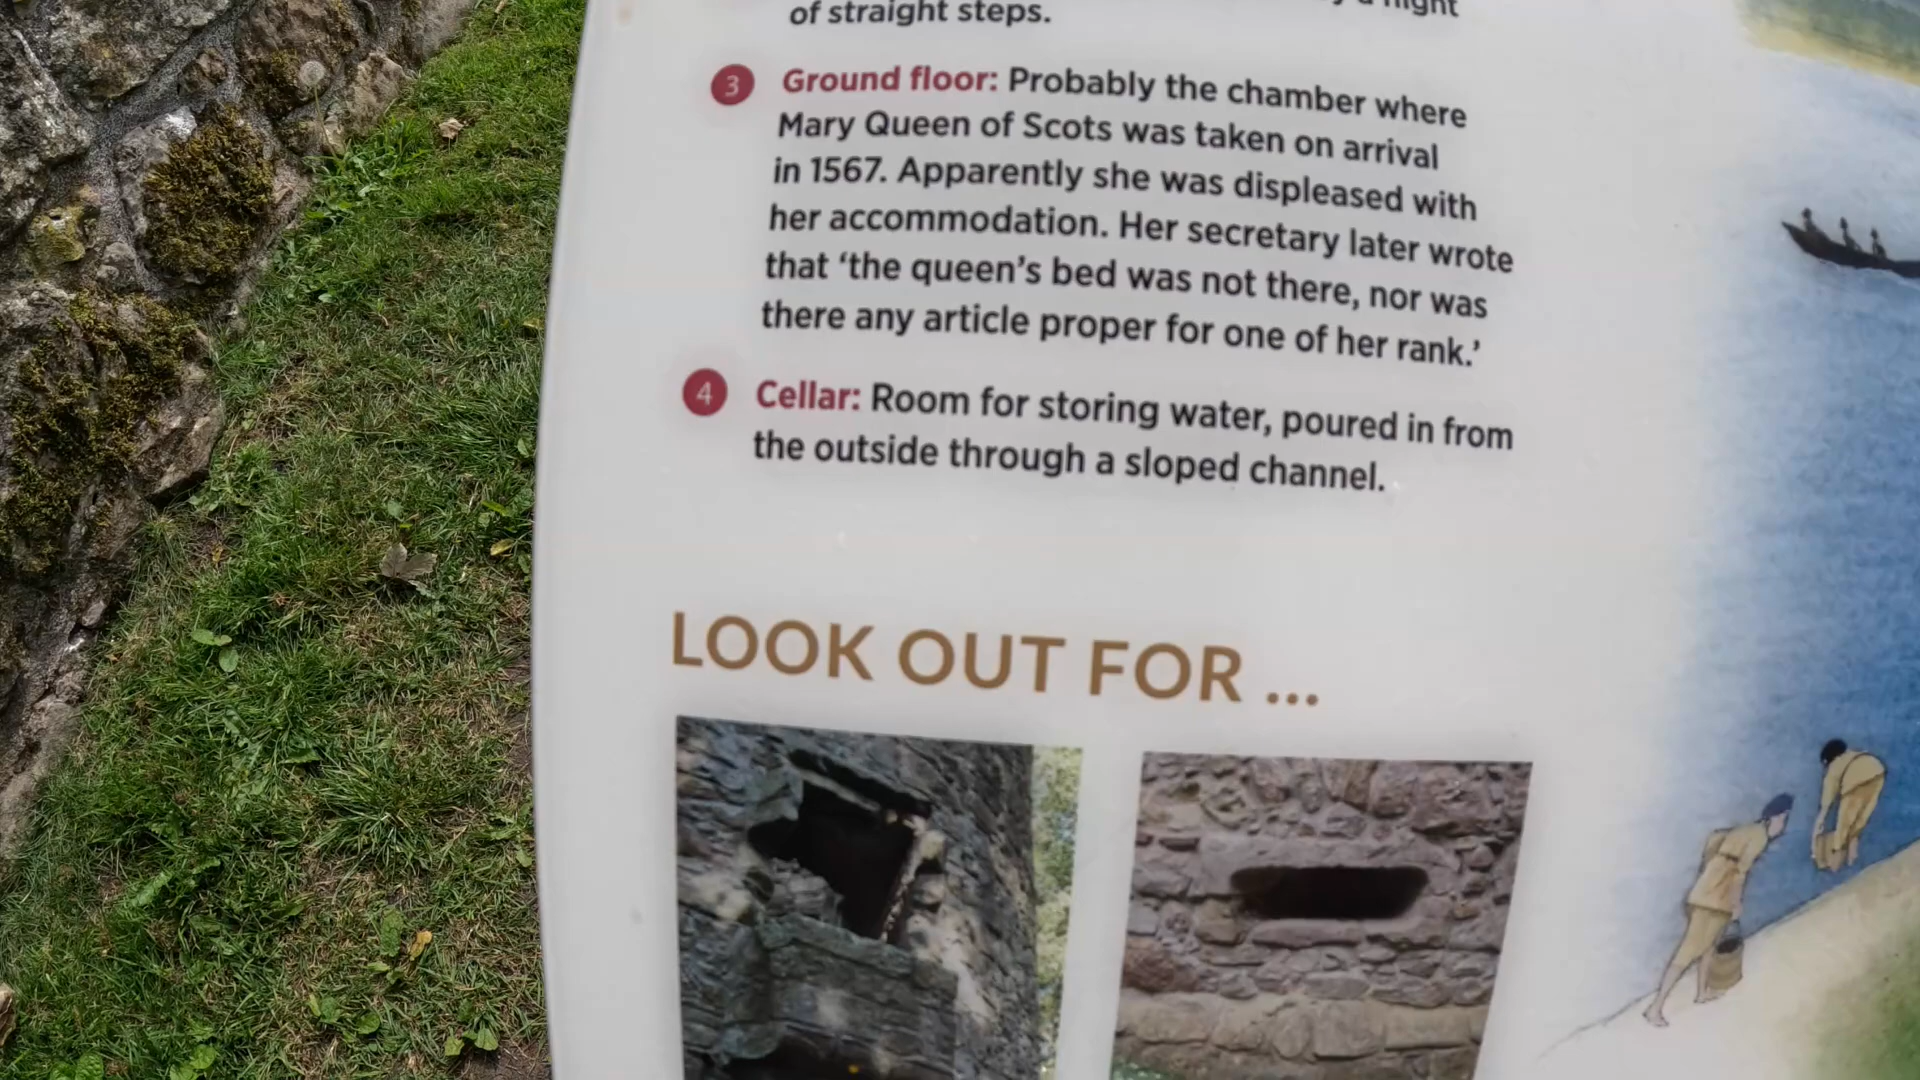 night
of straight steps.
3 Ground floor: Probably the chamber where
Mary Queen of Scots was taken on arrival
in 1567. Apparently she was displeased with
her accommodation. Her secretary later wrote
that ‘the queen’s bed was not there, nor was
there any article proper for one of her rank.’
4 Cellar: Room for storing water, poured in from
the outside through a sloped channel.
LOOK OUT FOR ...